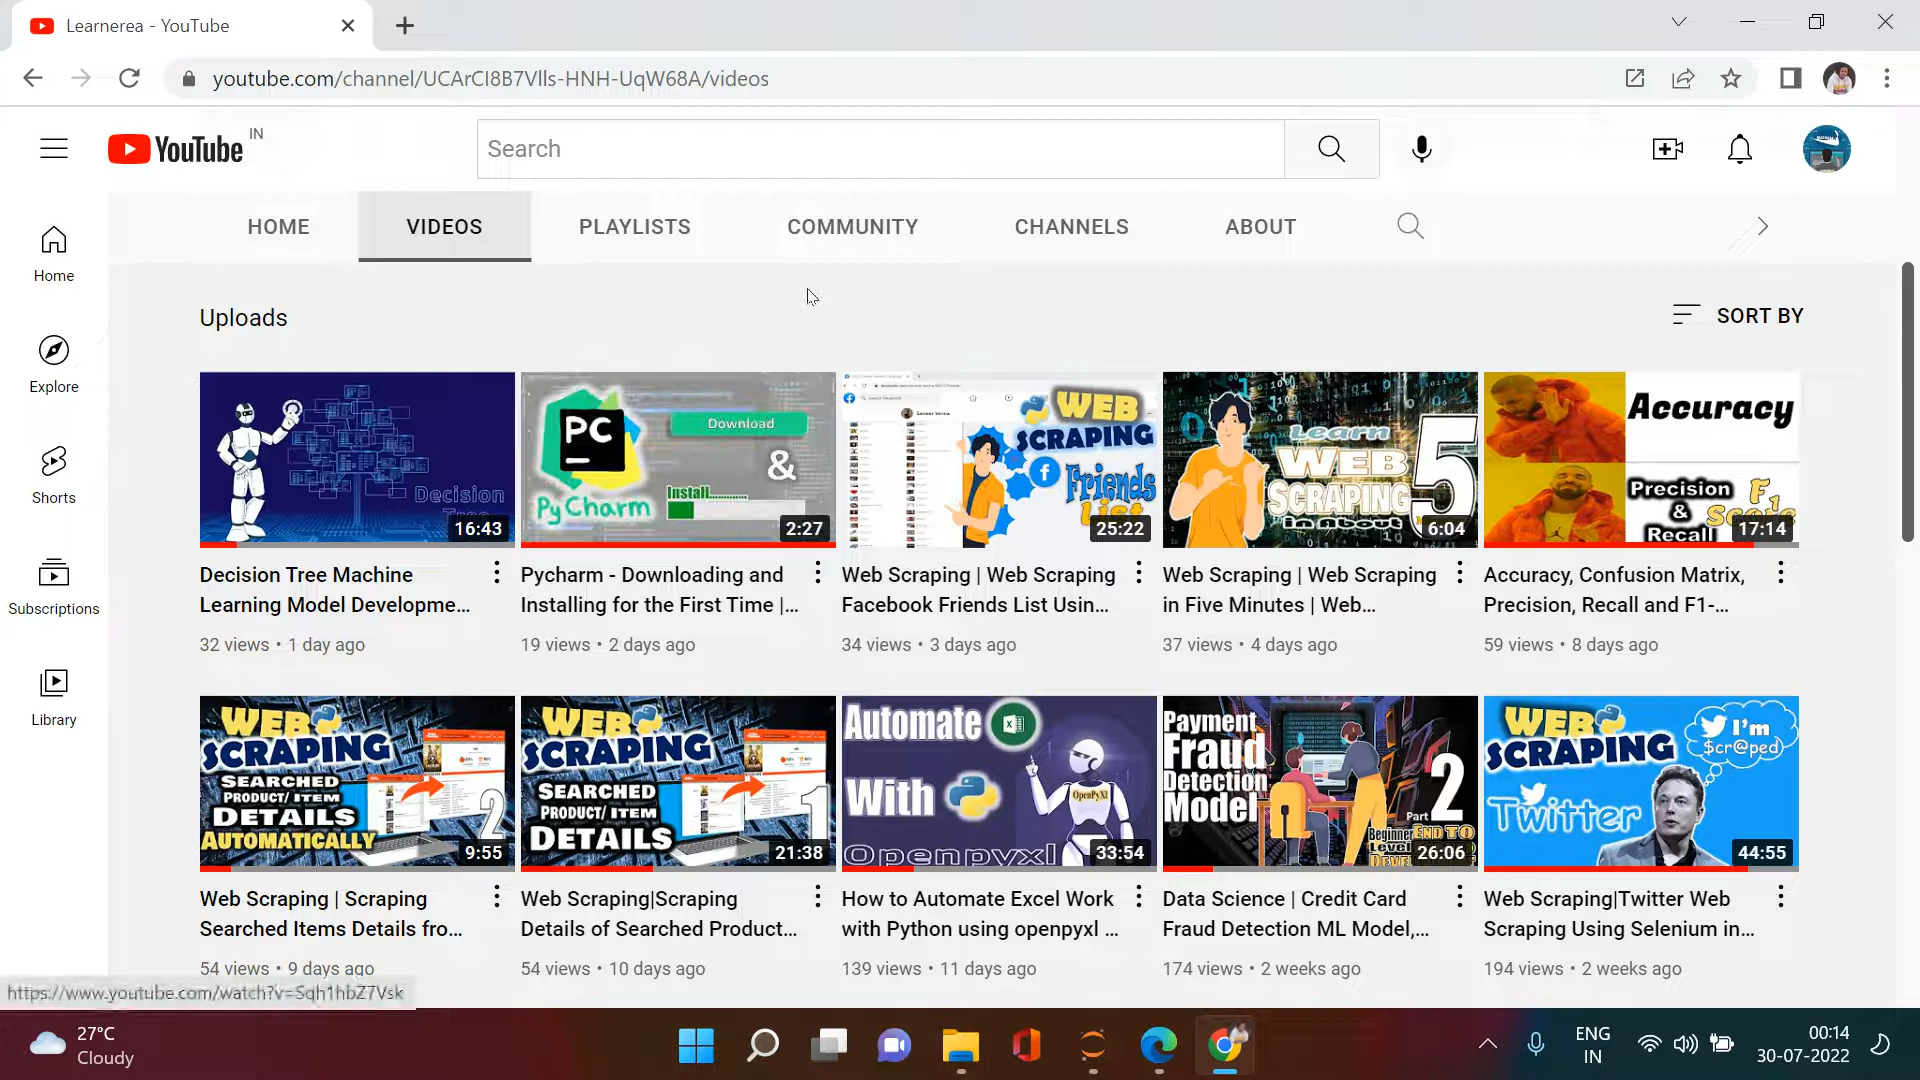 Learnerea - YouTube
youtube.com/channel/UCArCI8B7Vlls-HNH-UqW68A/videos
YouTube IN
Search
HOME VIDEOS PLAYLISTS COMMUNITY CHANNELS ABOUT
Home
Explore
Shorts
Subscriptions
Library
Uploads
SORT BY
Decision
Tree
16:43
PC
PyCharm
Download
&
Install..........
2:27
WEB
SCRAPING
Friends
List
25:22
Learn
WEB
SCRAPING
in About
5
6:04
Accuracy
Precision
&
Recall
F1
Score
17:14
Decision Tree Machine
Learning Model Developme...
32 views • 1 day ago
Pycharm - Downloading and
Installing for the First Time |...
19 views • 2 days ago
Web Scraping | Web Scraping
Facebook Friends List Usin...
34 views • 3 days ago
Web Scraping | Web Scraping
in Five Minutes | Web...
37 views • 4 days ago
Accuracy, Confusion Matrix,
Precision, Recall and F1-...
59 views • 8 days ago
WEB
SCRAPING
SEARCHED
PRODUCT/ ITEM
DETAILS
AUTOMATICALLY
2
9:55
WEB
SCRAPING
SEARCHED
PRODUCT/ ITEM
DETAILS
1
21:38
Automate
With
OpenPyXl
Openpyxl
33:54
Payment
Fraud
Detection
Model
Part 2
Beginner
Level
END TO
26:06
WEB
SCRAPING
Twitter
I'm
$cr@ped
44:55
Web Scraping | Scraping
Searched Items Details fro...
54 views • 9 days ago
Web Scraping|Scraping
Details of Searched Product...
54 views • 10 days ago
How to Automate Excel Work
with Python using openpyxl ...
139 views • 11 days ago
Data Science | Credit Card
Fraud Detection ML Model,...
174 views • 2 weeks ago
Web Scraping|Twitter Web
Scraping Using Selenium in...
194 views • 2 weeks ago
https://www.youtube.com/watch?v=Sqh1hbZ7Vsk
27°C
Cloudy
ENG
IN
00:14
30-07-2022